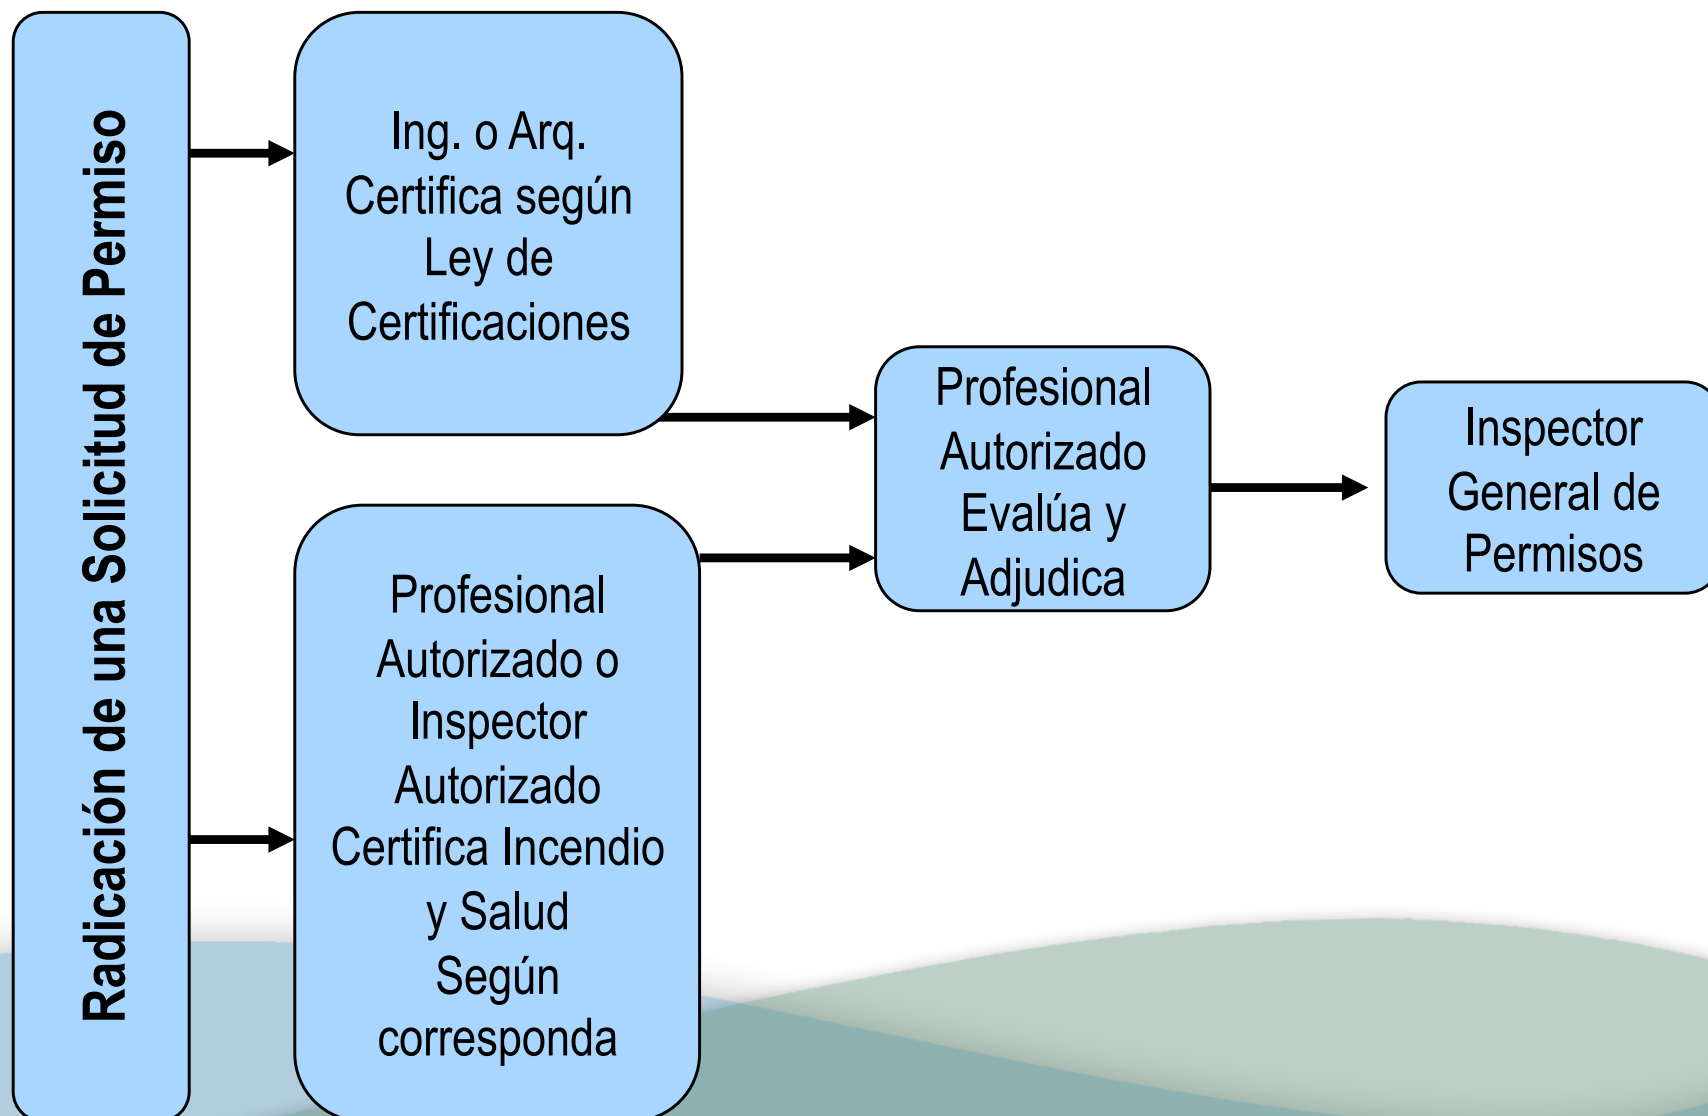 Radicación de una Solicitud de Permiso
Ing. o Arq.
Certifica según
Ley de
Certificaciones
Profesional
Autorizado o
Inspector
Autorizado
Certifica Incendio
y Salud
Según
corresponda
Profesional
Autorizado
Evalúa y
Adjudica
Inspector
General de
Permisos